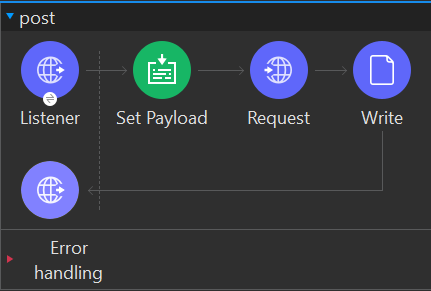 post
Listener
Set Payload
Request
Write
Error
handling